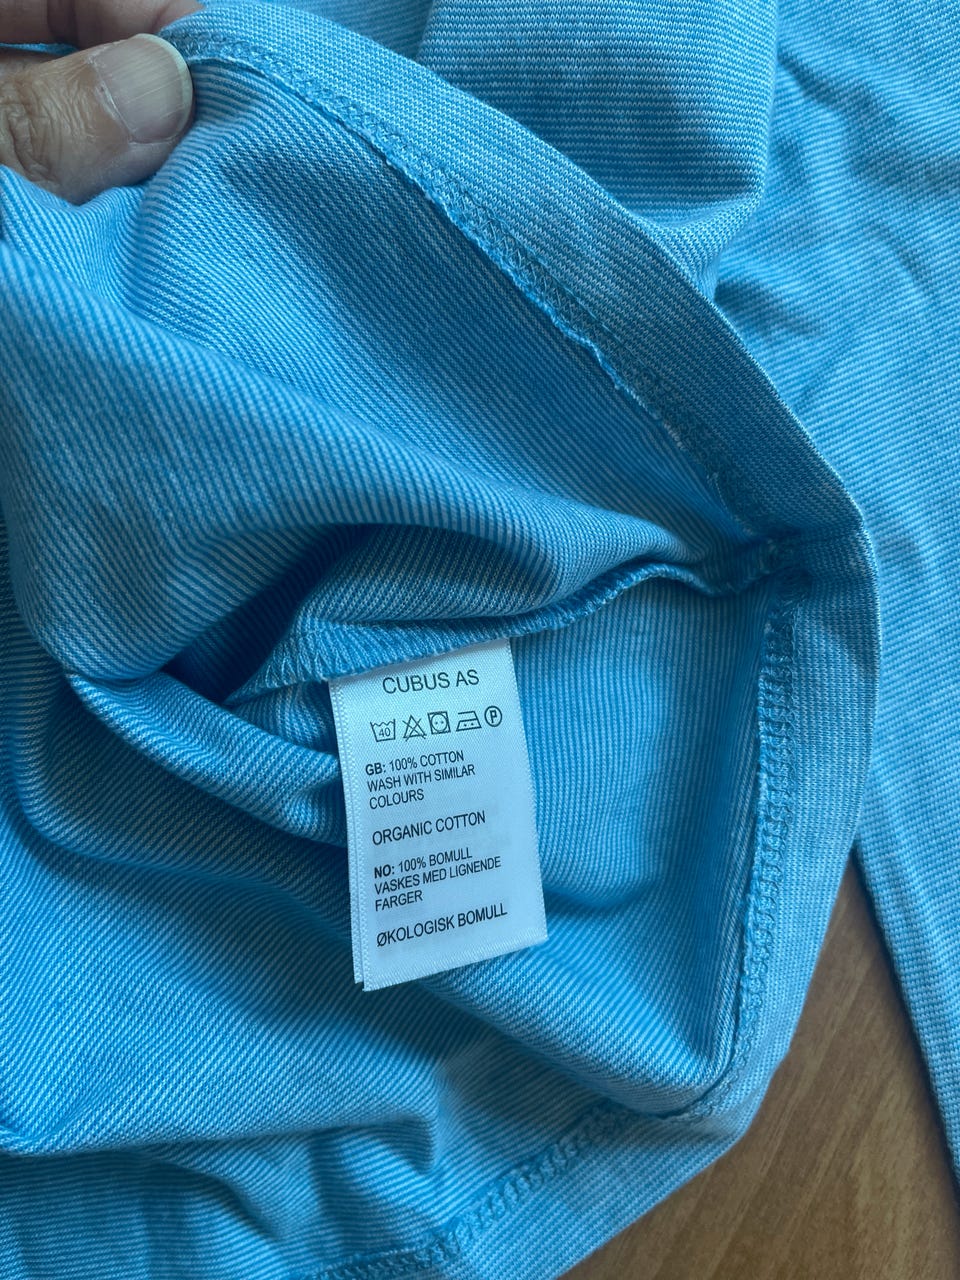 CUBUS AS
40 P
GB: 100% COTTON
WASH WITH SIMILAR
COLOURS
ORGANIC COTTON
NO: 100% BOMULL
VASKES MED LIGNENDE
FARGER
ØKOLOGISK BOMULL